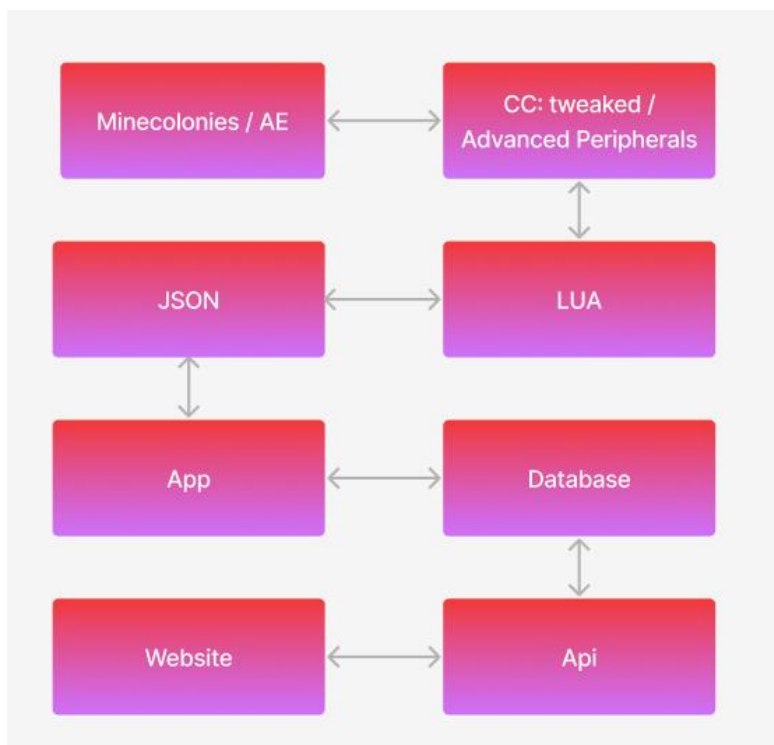 Minecolonies / AE
CC: tweaked /
Advanced Peripherals
JSON
LUA
App
Database
Website
Api